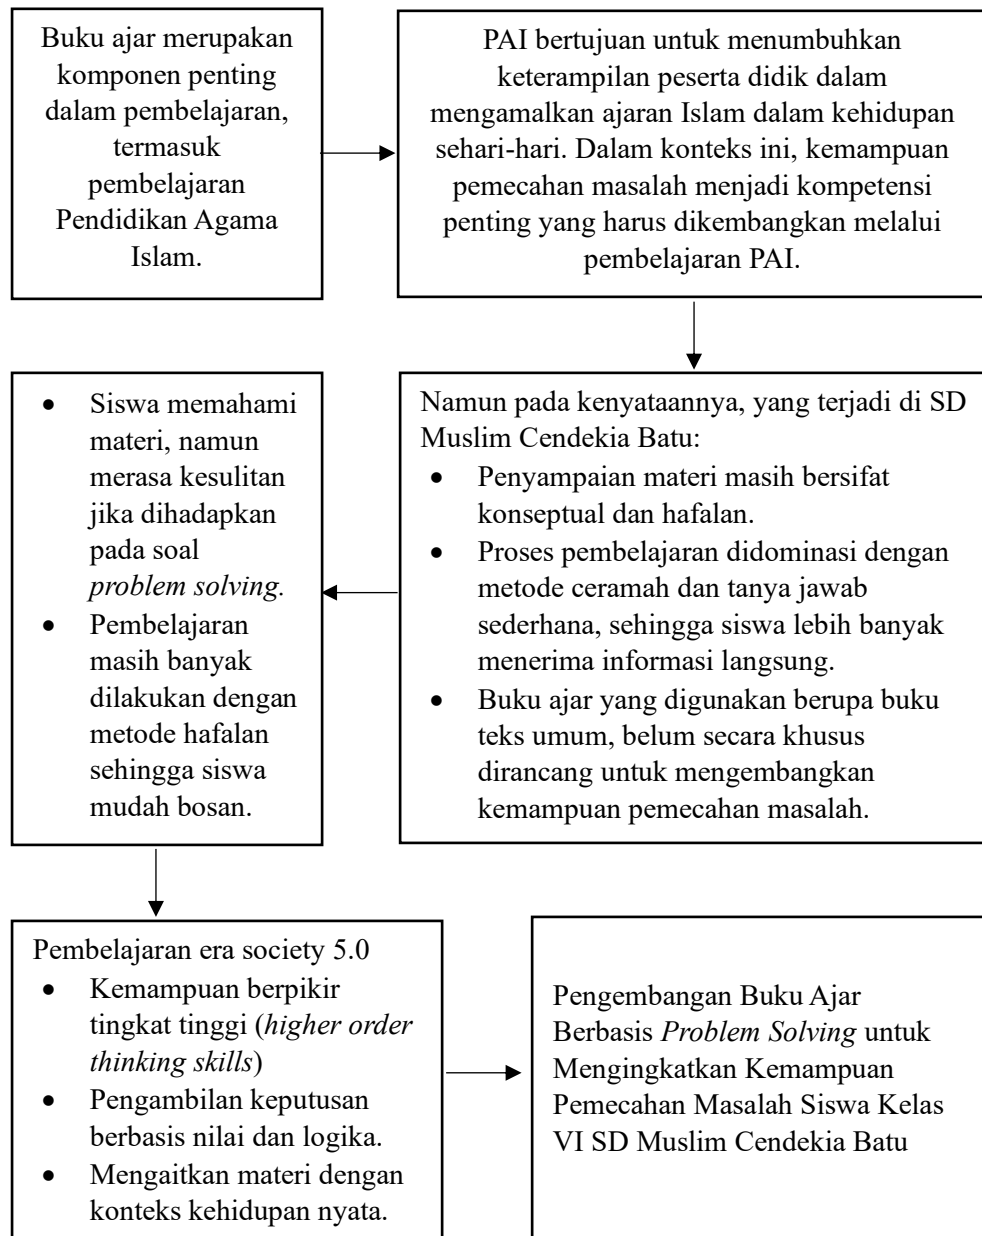 Buku ajar merupakan
komponen penting
dalam pembelajaran,
termasuk
pembelajaran
Pendidikan Agama
Islam.
PAI bertujuan untuk menumbuhkan
keterampilan peserta didik dalam
mengamalkan ajaran Islam dalam kehidupan
sehari-hari. Dalam konteks ini, kemampuan
pemecahan masalah menjadi kompetensi
penting yang harus dikembangkan melalui
pembelajaran PAI.
Namun pada kenyataannya, yang terjadi di SD
Muslim Cendekia Batu:
• Penyampaian materi masih bersifat
konseptual dan hafalan.
• Proses pembelajaran didominasi dengan
metode ceramah dan tanya jawab
sederhana, sehingga siswa lebih banyak
menerima informasi langsung.
• Buku ajar yang digunakan berupa buku
teks umum, belum secara khusus
dirancang untuk mengembangkan
kemampuan pemecahan masalah.
• Siswa memahami
materi, namun
merasa kesulitan
jika dihadapkan
pada soal
problem solving.
• Pembelajaran
masih banyak
dilakukan dengan
metode hafalan
sehingga siswa
mudah bosan.
Pembelajaran era society 5.0
• Kemampuan berpikir
tingkat tinggi (higher order
thinking skills)
• Pengambilan keputusan
berbasis nilai dan logika.
• Mengaitkan materi dengan
konteks kehidupan nyata.
Pengembangan Buku Ajar
Berbasis Problem Solving untuk
Mengingkatkan Kemampuan
Pemecahan Masalah Siswa Kelas
VI SD Muslim Cendekia Batu